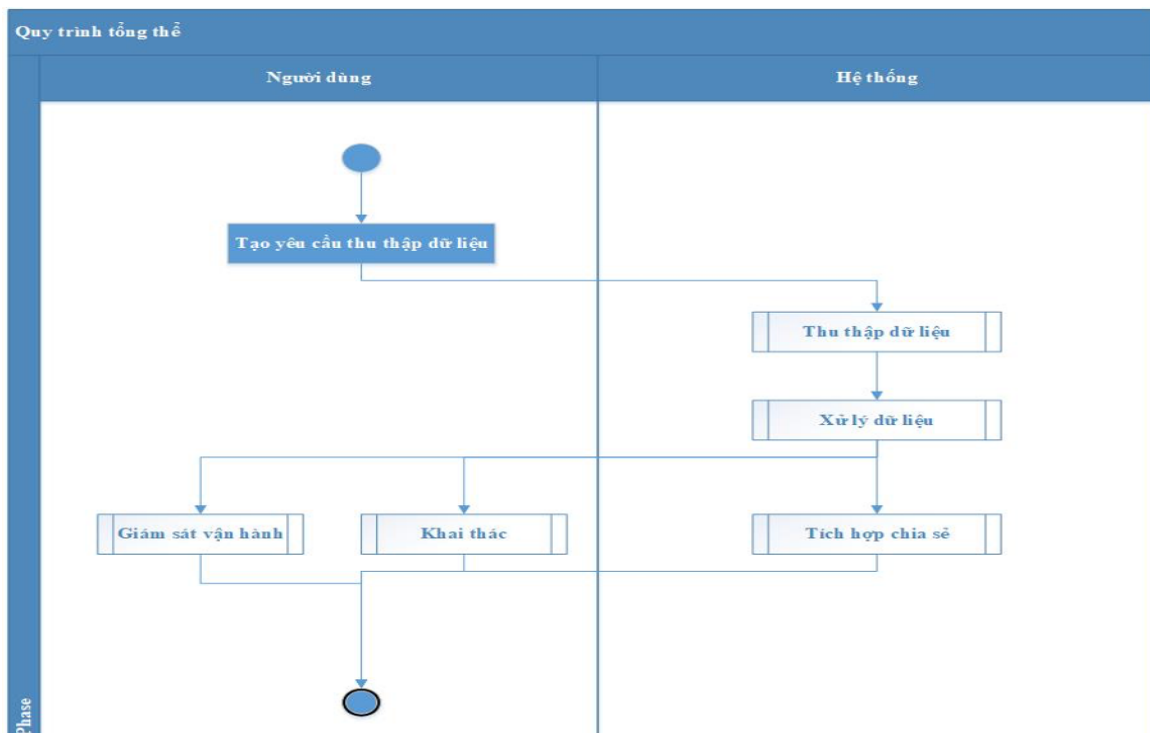 Quy trình tổng thể
Người dùng
Hệ thống
Tạo yêu cầu thu thập dữ liệu
Thu thập dữ liệu
Xử lý dữ liệu
Giám sát vận hành
Khai thác
Tích hợp chia sẻ
Phase